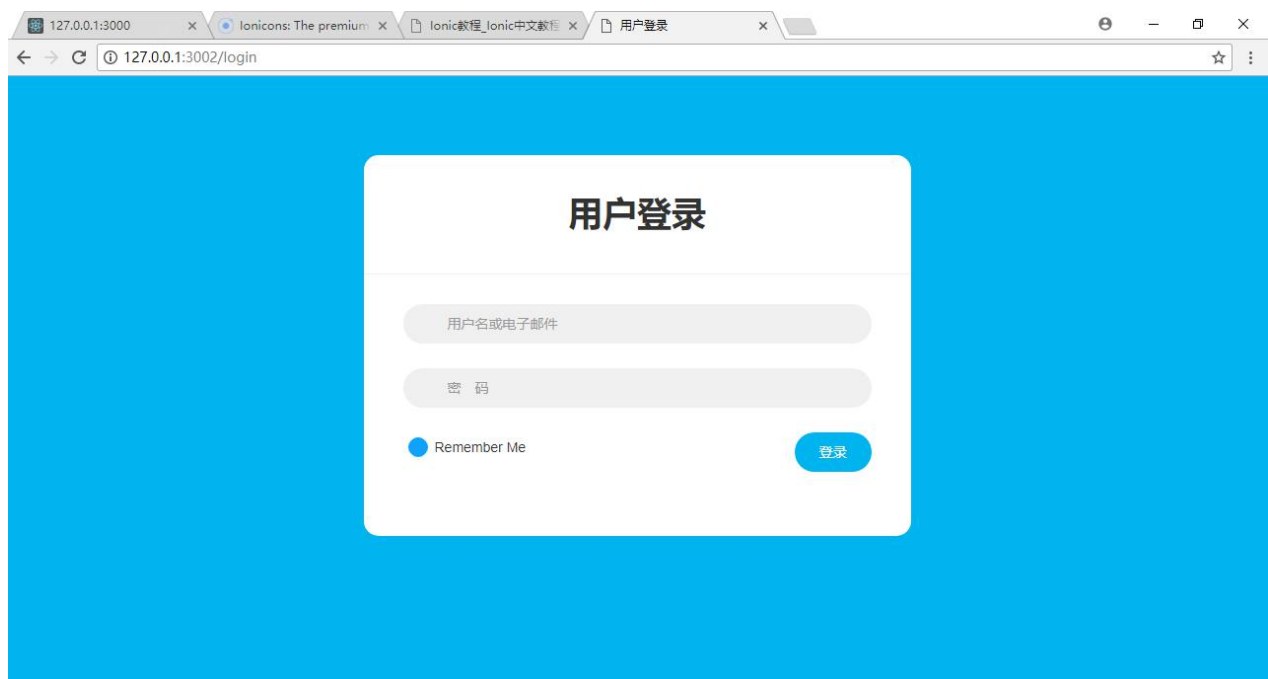 127.0.0.1:3000
Ionicons: The premium
Ionic教程_Ionic中文教程
用户登录
127.0.0.1:3002/login
用户登录
用户名或电子邮件
密 码
Remember Me
登录